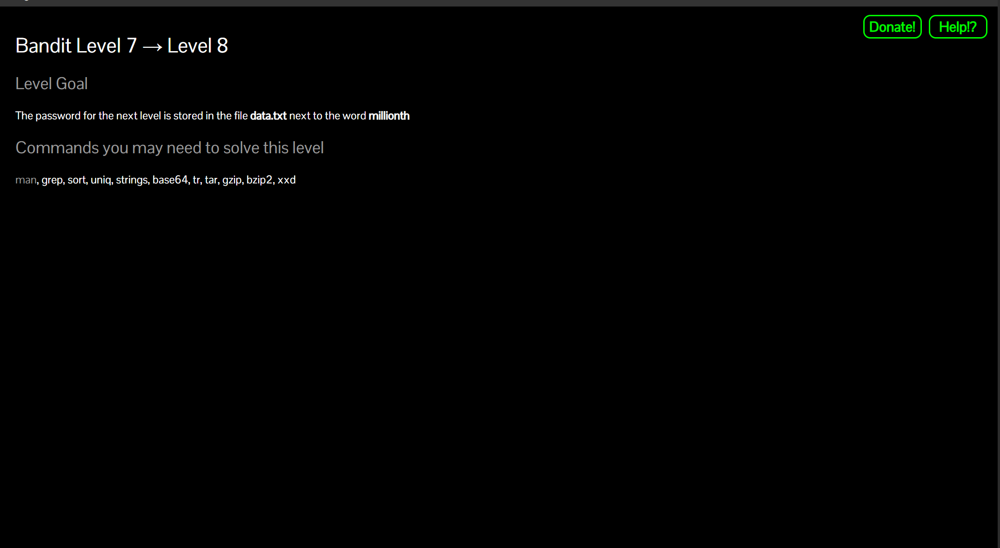 Donate!
Help!?
Bandit Level 7 → Level 8
Level Goal
The password for the next level is stored in the file data.txt next to the word millionth
Commands you may need to solve this level
man, grep, sort, uniq, strings, base64, tr, tar, gzip, bzip2, xxd